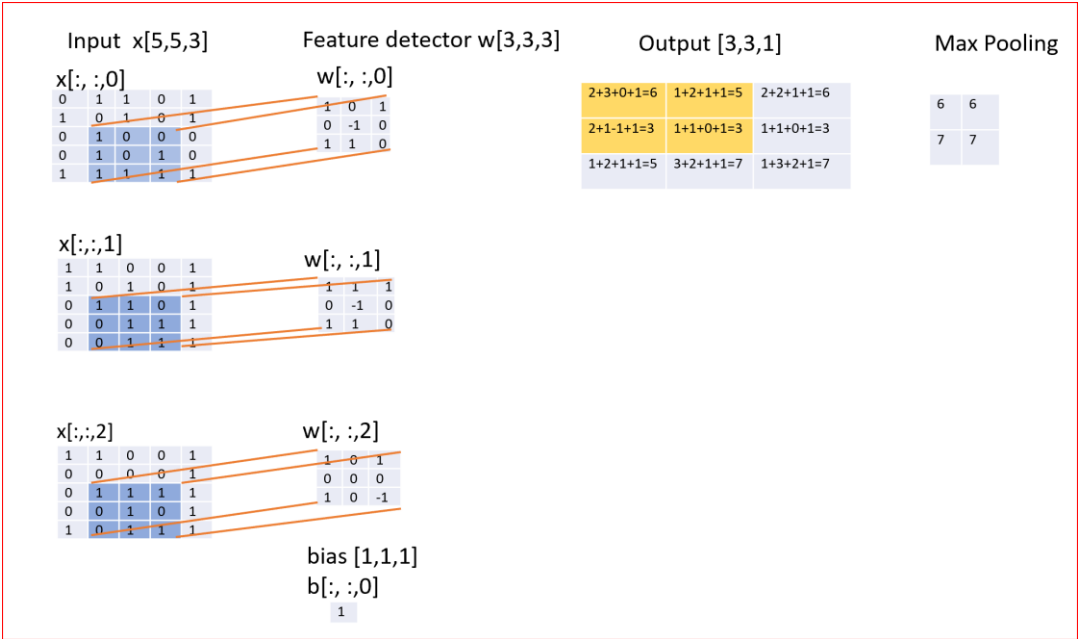 Input x[5,5,3]
Feature detector w[3,3,3]
Output [3,3,1]
Max Pooling
x[:, :,0]
0 1 1 0 1
1 0 1 0 1
0 1 0 0 0
0 1 0 1 0
1 1 1 1 1
w[:, :,0]
1 0 1
0 -1 0
1 1 0
2+3+0+1=6 1+2+1+1=5 2+2+1+1=6
2+1-1+1=3 1+1+0+1=3 1+1+0+1=3
1+2+1+1=5 3+2+1+1=7 1+3+2+1=7
6 6
7 7
x[:,:,1]
1 1 0 0 1
1 0 1 0 1
0 1 1 0 1
0 0 1 1 1
0 0 1 1 1
w[:, :,1]
1 1 1
0 -1 0
1 1 0
x[:,:,2]
1 1 0 0 1
0 0 0 0 1
0 1 1 1 1
0 0 1 0 1
1 0 1 1 1
w[:, :,2]
1 0 1
0 0 0
1 0 -1
bias [1,1,1]
b[:, :,0]
1